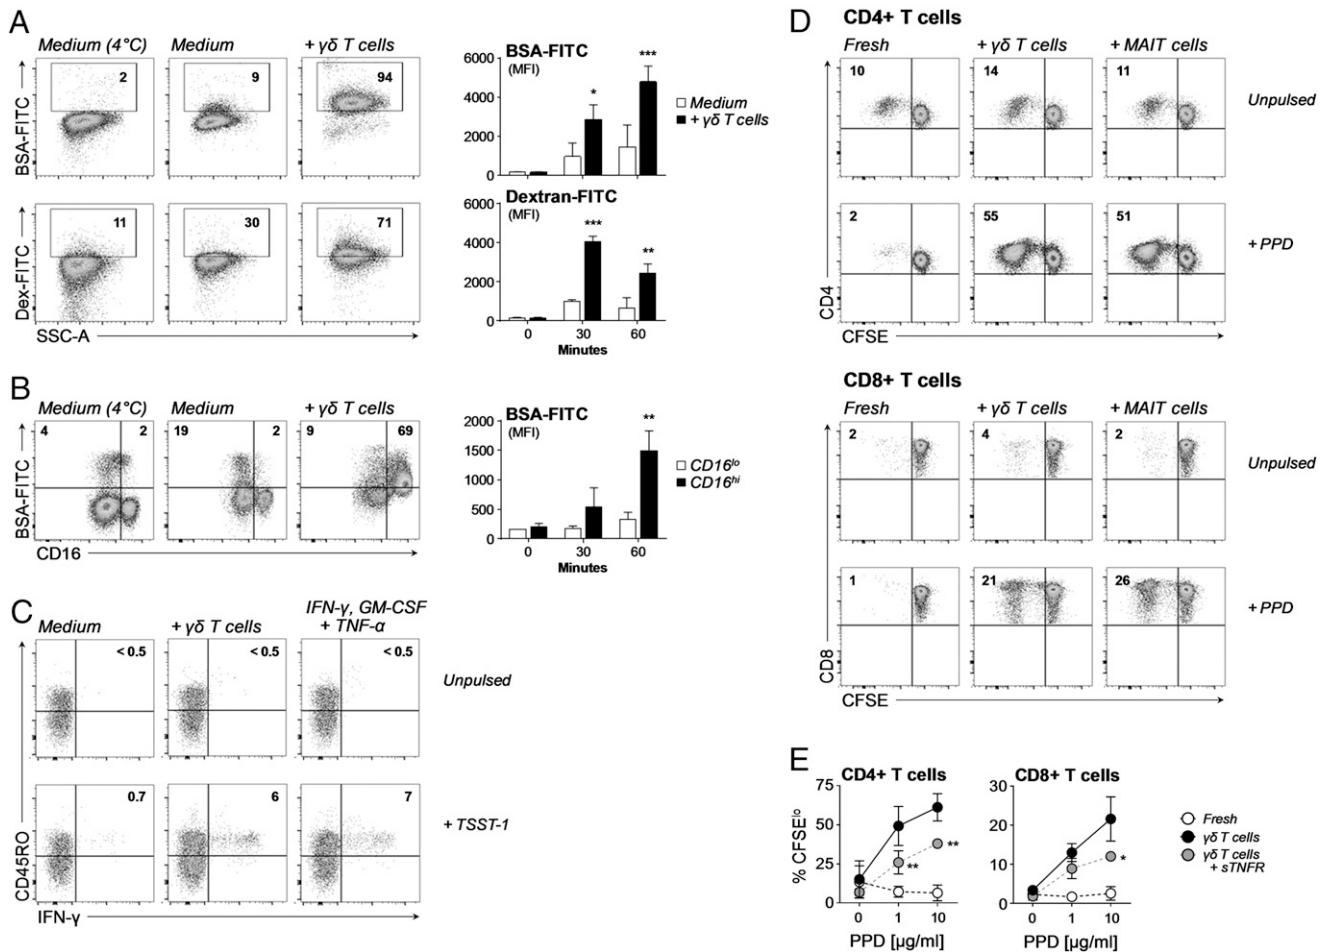 A
Medium (4°C) Medium + γδ T cells
2 9 94
BSA-FITC
BSA-FITC
(MFI)
6000
4000
2000
0
* ***
Medium
+ γδ T cells
0 30 60
11 30 71
Dex-FITC
SSC-A
Dextran-FITC
(MFI)
6000
4000
2000
0
*** **
0 30 60
Minutes
B
Medium (4°C) Medium + γδ T cells
4 2 19 2 9 69
BSA-FITC
CD16
BSA-FITC
(MFI)
2000
1500
1000
500
0
**
CD16lo
CD16hi
0 30 60
Minutes
C
Medium + γδ T cells IFN-γ, GM-CSF
+ TNF-α
< 0.5 < 0.5 < 0.5
Unpulsed
0.7 6 7
+ TSST-1
CD45RO
IFN-γ
D
CD4+ T cells
Fresh + γδ T cells + MAIT cells
10 14 11
Unpulsed
2 55 51
+ PPD
CD4
CFSE
CD8+ T cells
Fresh + γδ T cells + MAIT cells
2 4 2
Unpulsed
1 21 26
+ PPD
CD8
CFSE
E
CD4+ T cells
% CFSElo
75
50
25
0
** **
0 1 10
PPD [µg/ml]
CD8+ T cells
30
20
10
0
*
0 1 10
PPD [µg/ml]
Fresh
γδ T cells
γδ T cells
+ sTNFR